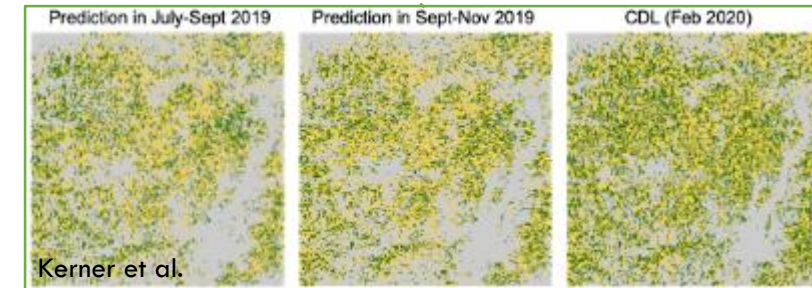 Prediction in July-Sept 2019
Prediction in Sept-Nov 2019
CDL (Feb 2020)
Kerner et al.